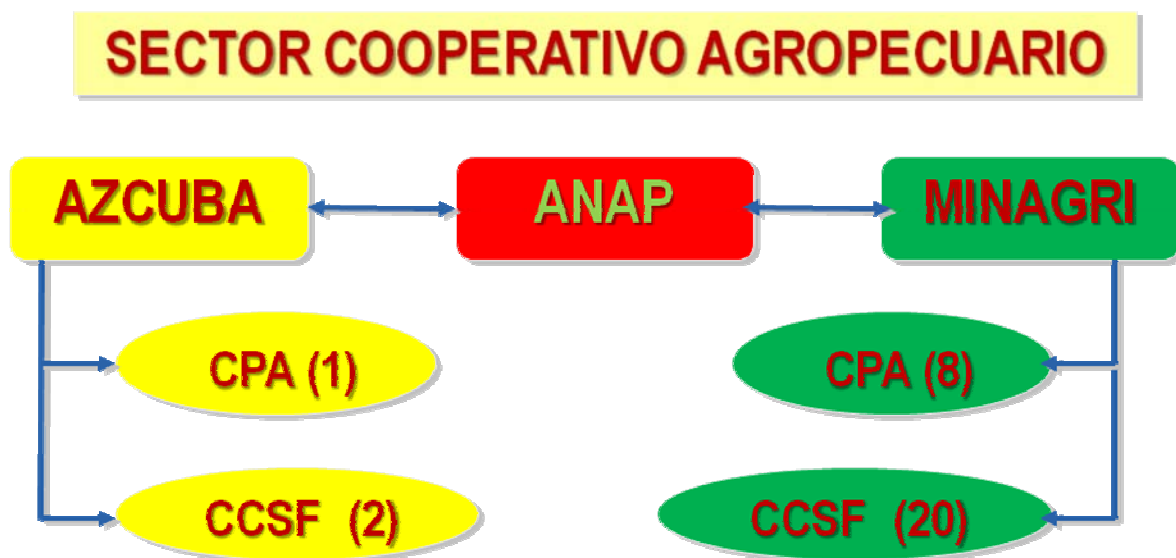 SECTOR COOPERATIVO AGROPECUARIO
AZCUBA
ANAP
MINAGRI
CPA (1)
CPA (8)
CCSF (2)
CCSF (20)